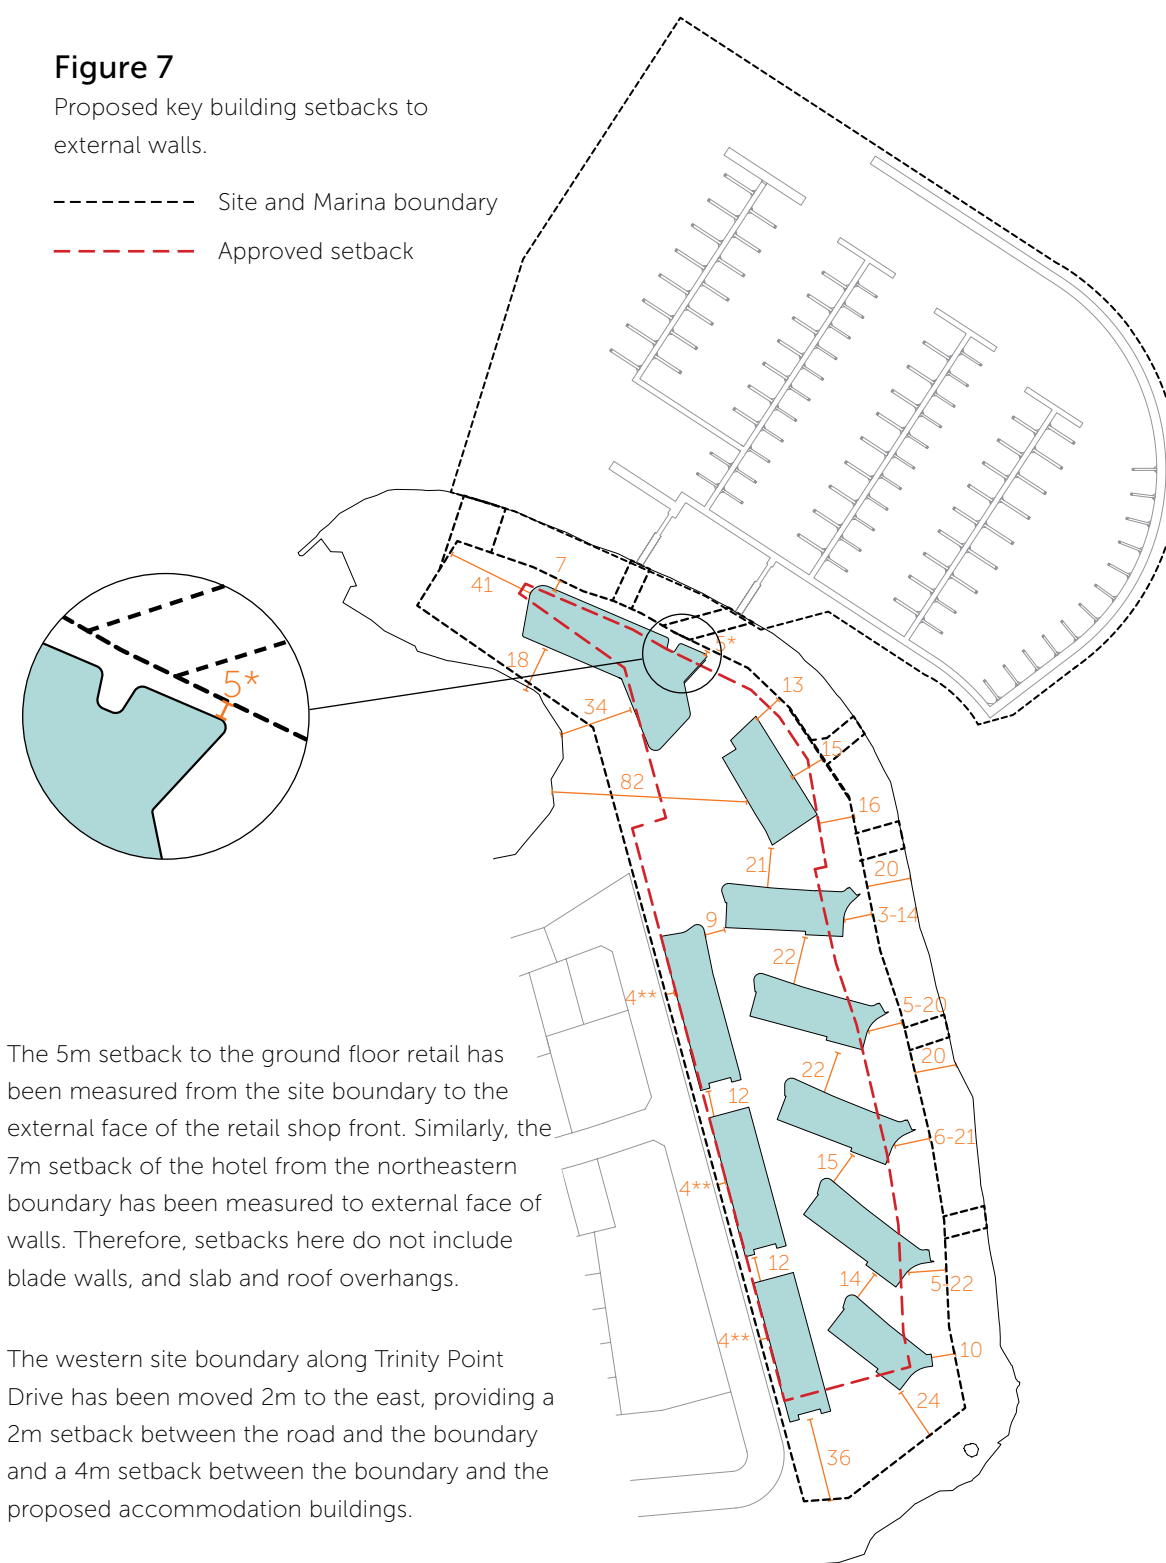 Figure 7
Proposed key building setbacks to
external walls.
Site and Marina boundary
Approved setback
7
41
5*
18
5*
13
34
15
82
16
21
20
3-14
9
22
4**
5-20
20
22
12
6-21
15
4**
12
14
5-22
4**
10
24
36
The 5m setback to the ground floor retail has
been measured from the site boundary to the
external face of the retail shop front. Similarly, the
7m setback of the hotel from the northeastern
boundary has been measured to external face of
walls. Therefore, setbacks here do not include
blade walls, and slab and roof overhangs.
The western site boundary along Trinity Point
Drive has been moved 2m to the east, providing a
2m setback between the road and the boundary
and a 4m setback between the boundary and the
proposed accommodation buildings.